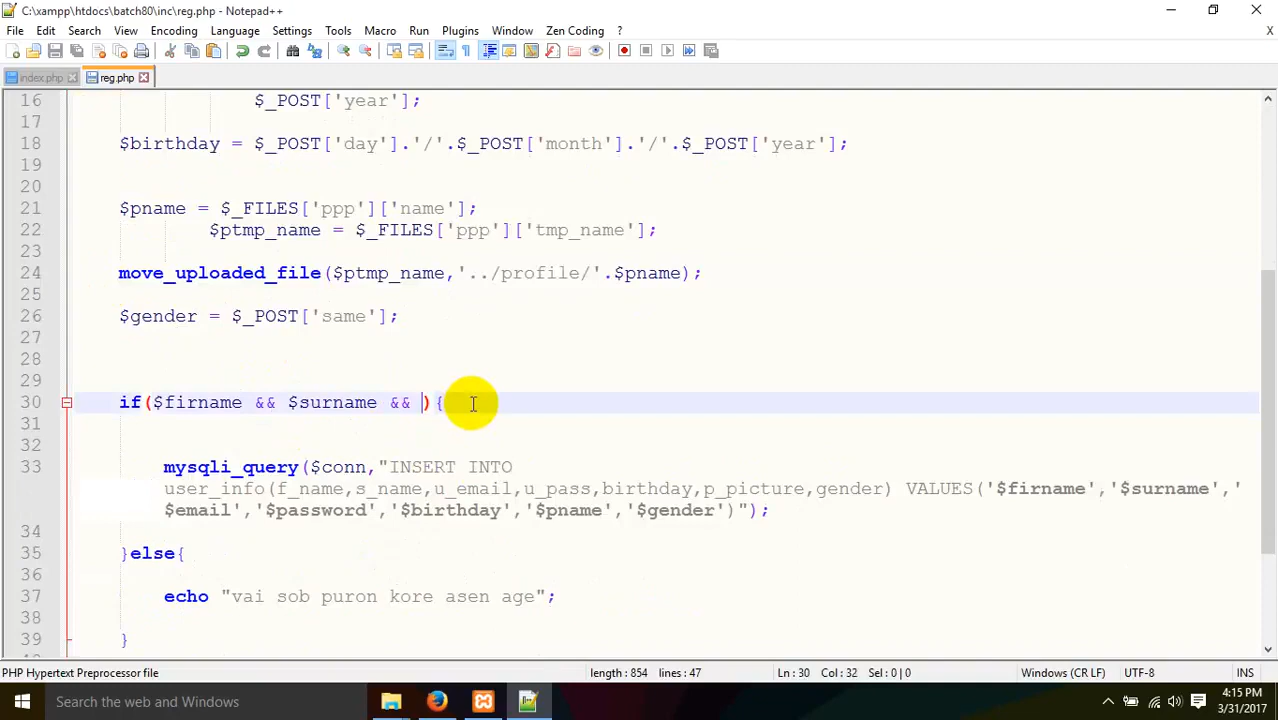 C:\xampp\htdocs\batch80\inc\reg.php - Notepad++
File Edit Search View Encoding Language Settings Tools Macro Run Plugins Window Zen Coding ? X
index.php reg.php
16 $_POST['year'];
17
18 $birthday = $_POST['day'].'/'.$_POST['month'].'/'.$_POST['year'];
19
20
21 $pname = $_FILES['ppp']['name'];
22 $ptmp_name = $_FILES['ppp']['tmp_name'];
23
24 move_uploaded_file($ptmp_name,'../profile/'.$pname);
25
26 $gender = $_POST['same'];
27
28
29
30 if($firname && $surname && ){
31
32
33 mysqli_query($conn,"INSERT INTO
user_info(f_name,s_name,u_email,u_pass,birthday,p_picture,gender) VALUES('$firname','$surname','
$email','$password','$birthday','$pname','$gender')");
34
35 }else{
36
37 echo "vai sob puron kore asen age";
38
39 }
PHP Hypertext Preprocessor file length : 854 lines : 47 Ln : 30 Col : 32 Sel : 0 | 0 Windows (CR LF) UTF-8 INS
Search the web and Windows
4:15 PM
3/31/2017